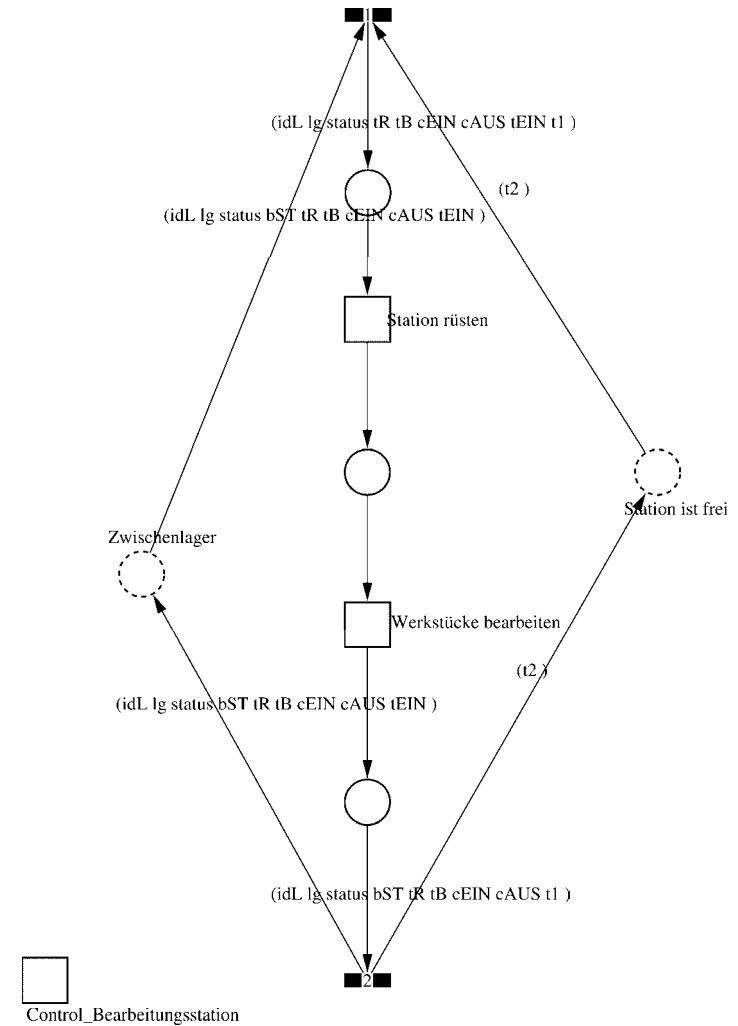 1
(idL lg status tR tB cEIN cAUS tEIN t1 )
(t2 )
(idL lg status bST tR tB cEIN cAUS tEIN )
Station rüsten
Station ist frei
Zwischenlager
Werkstücke bearbeiten
(t2 )
(idL lg status bST tR tB cEIN cAUS tEIN )
(idL lg status bST tR tB cEIN cAUS t1 )
2
Control_Bearbeitungsstation